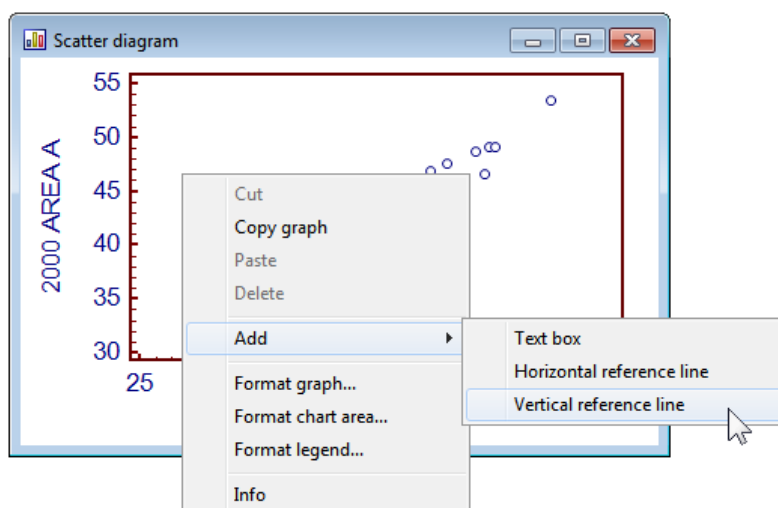 Scatter diagram
55
50
45
40
35
30
2000 AREA A
25
Cut
Copy graph
Paste
Delete
Add
Format graph...
Format chart area...
Format legend...
Info
Text box
Horizontal reference line
Vertical reference line